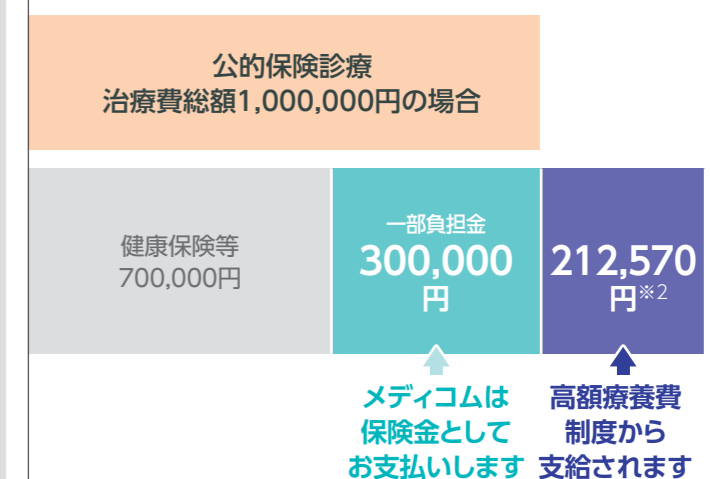 公的保険診療
治療費総額1,000,000円の場合
健康保険等
700,000円
一部負担金
300,000
円
212,570
円※2
メディコムは
保険金として
お支払いします
高額療養費
制度から
支給されます